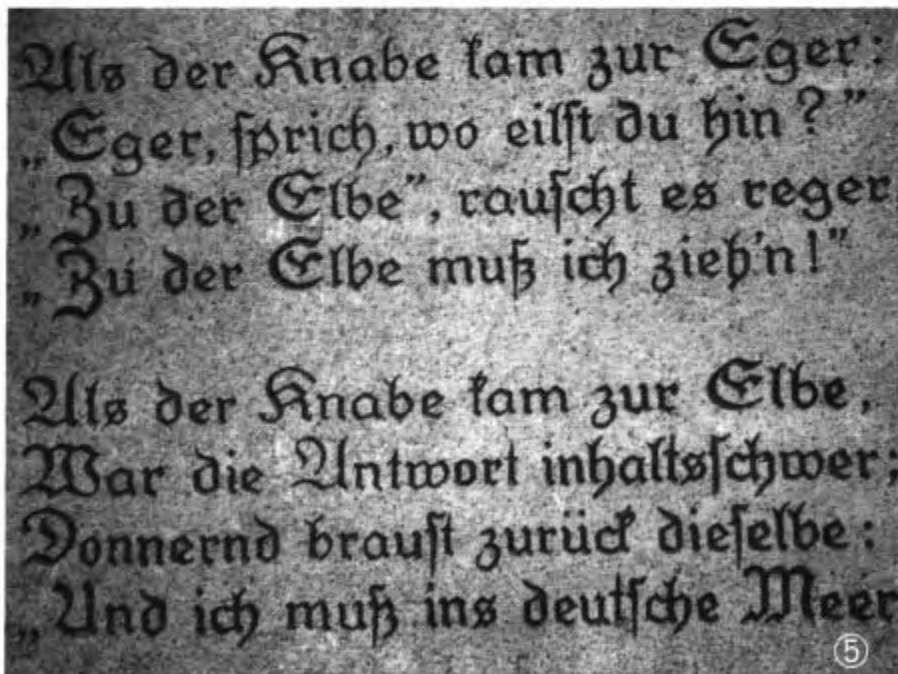 Als der Knabe kam zur Eger:
„Eger, sprich, wo eilst du hin?”
„Zu der Elbe”, rauscht es reger
„Zu der Elbe muß ich zieh'n!”
Als der Knabe kam zur Elbe,
War die Antwort inhaltsschwer;
Donnernd braust zurück dieselbe:
„Und ich muß ins deutsche Meer
⑤